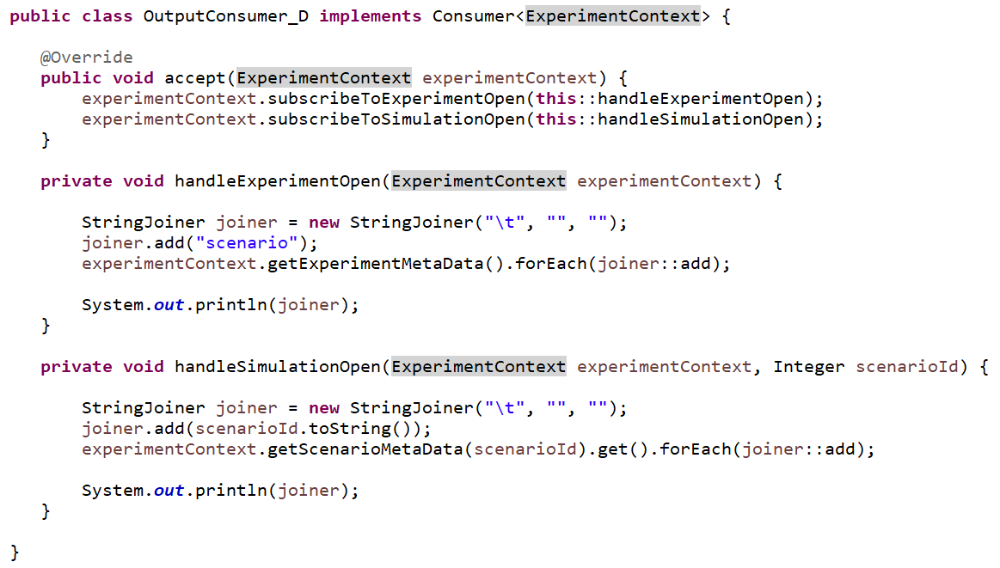 public class OutputConsumer_D implements Consumer<ExperimentContext> {
@Override
public void accept(ExperimentContext experimentContext) {
experimentContext.subscribeToExperimentOpen(this::handleExperimentOpen);
experimentContext.subscribeToSimulationOpen(this::handleSimulationOpen);
}
private void handleExperimentOpen(ExperimentContext experimentContext) {
StringJoiner joiner = new StringJoiner("\t", "", "");
joiner.add("scenario");
experimentContext.getExperimentMetaData().forEach(joiner::add);
System.out.println(joiner);
}
private void handleSimulationOpen(ExperimentContext experimentContext, Integer scenarioId) {
StringJoiner joiner = new StringJoiner("\t", "", "");
joiner.add(scenarioId.toString());
experimentContext.getScenarioMetaData(scenarioId).get().forEach(joiner::add);
System.out.println(joiner);
}
}